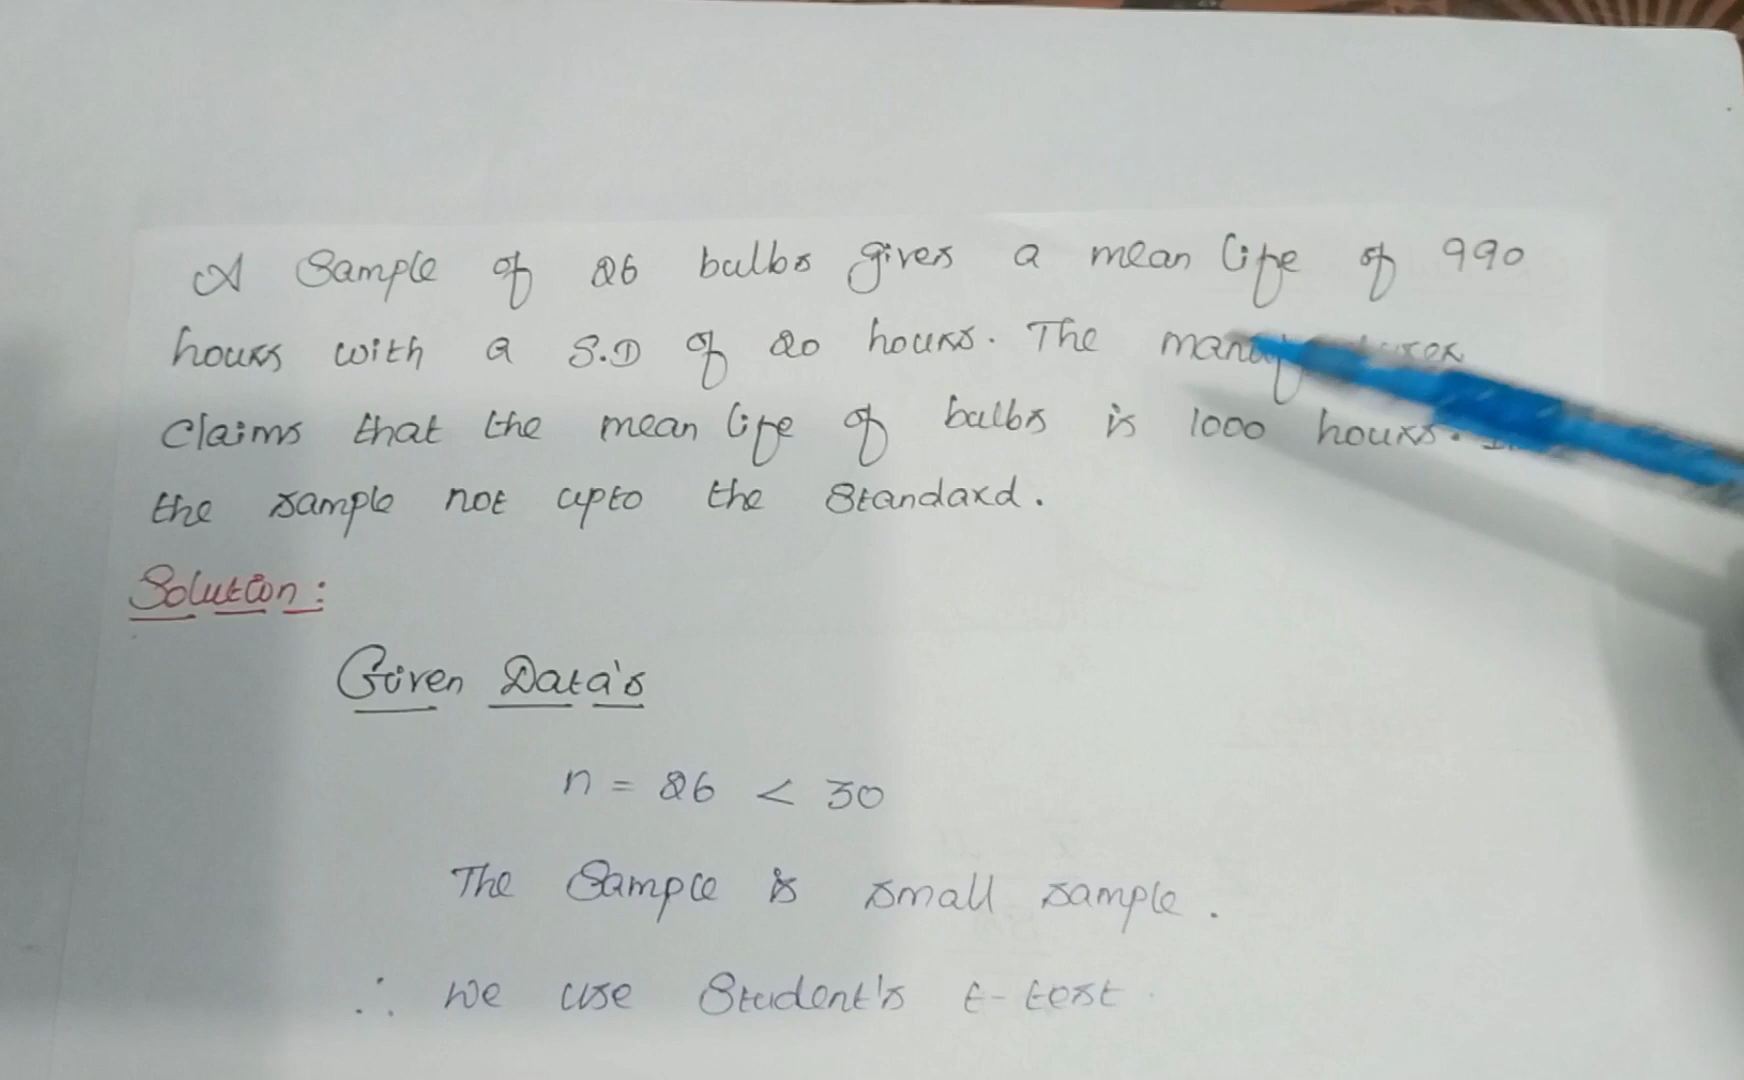 A Sample of 26 bulbs gives a mean life of 990
hours with a S.D of 20 hours. The
Claims that the mean life of bulbs is 1000 hours.
the sample not upto the Standard.
Solution:
Given Data's
n = 26 < 30
The Sample is small sample.
∴ we use Student's t-test.